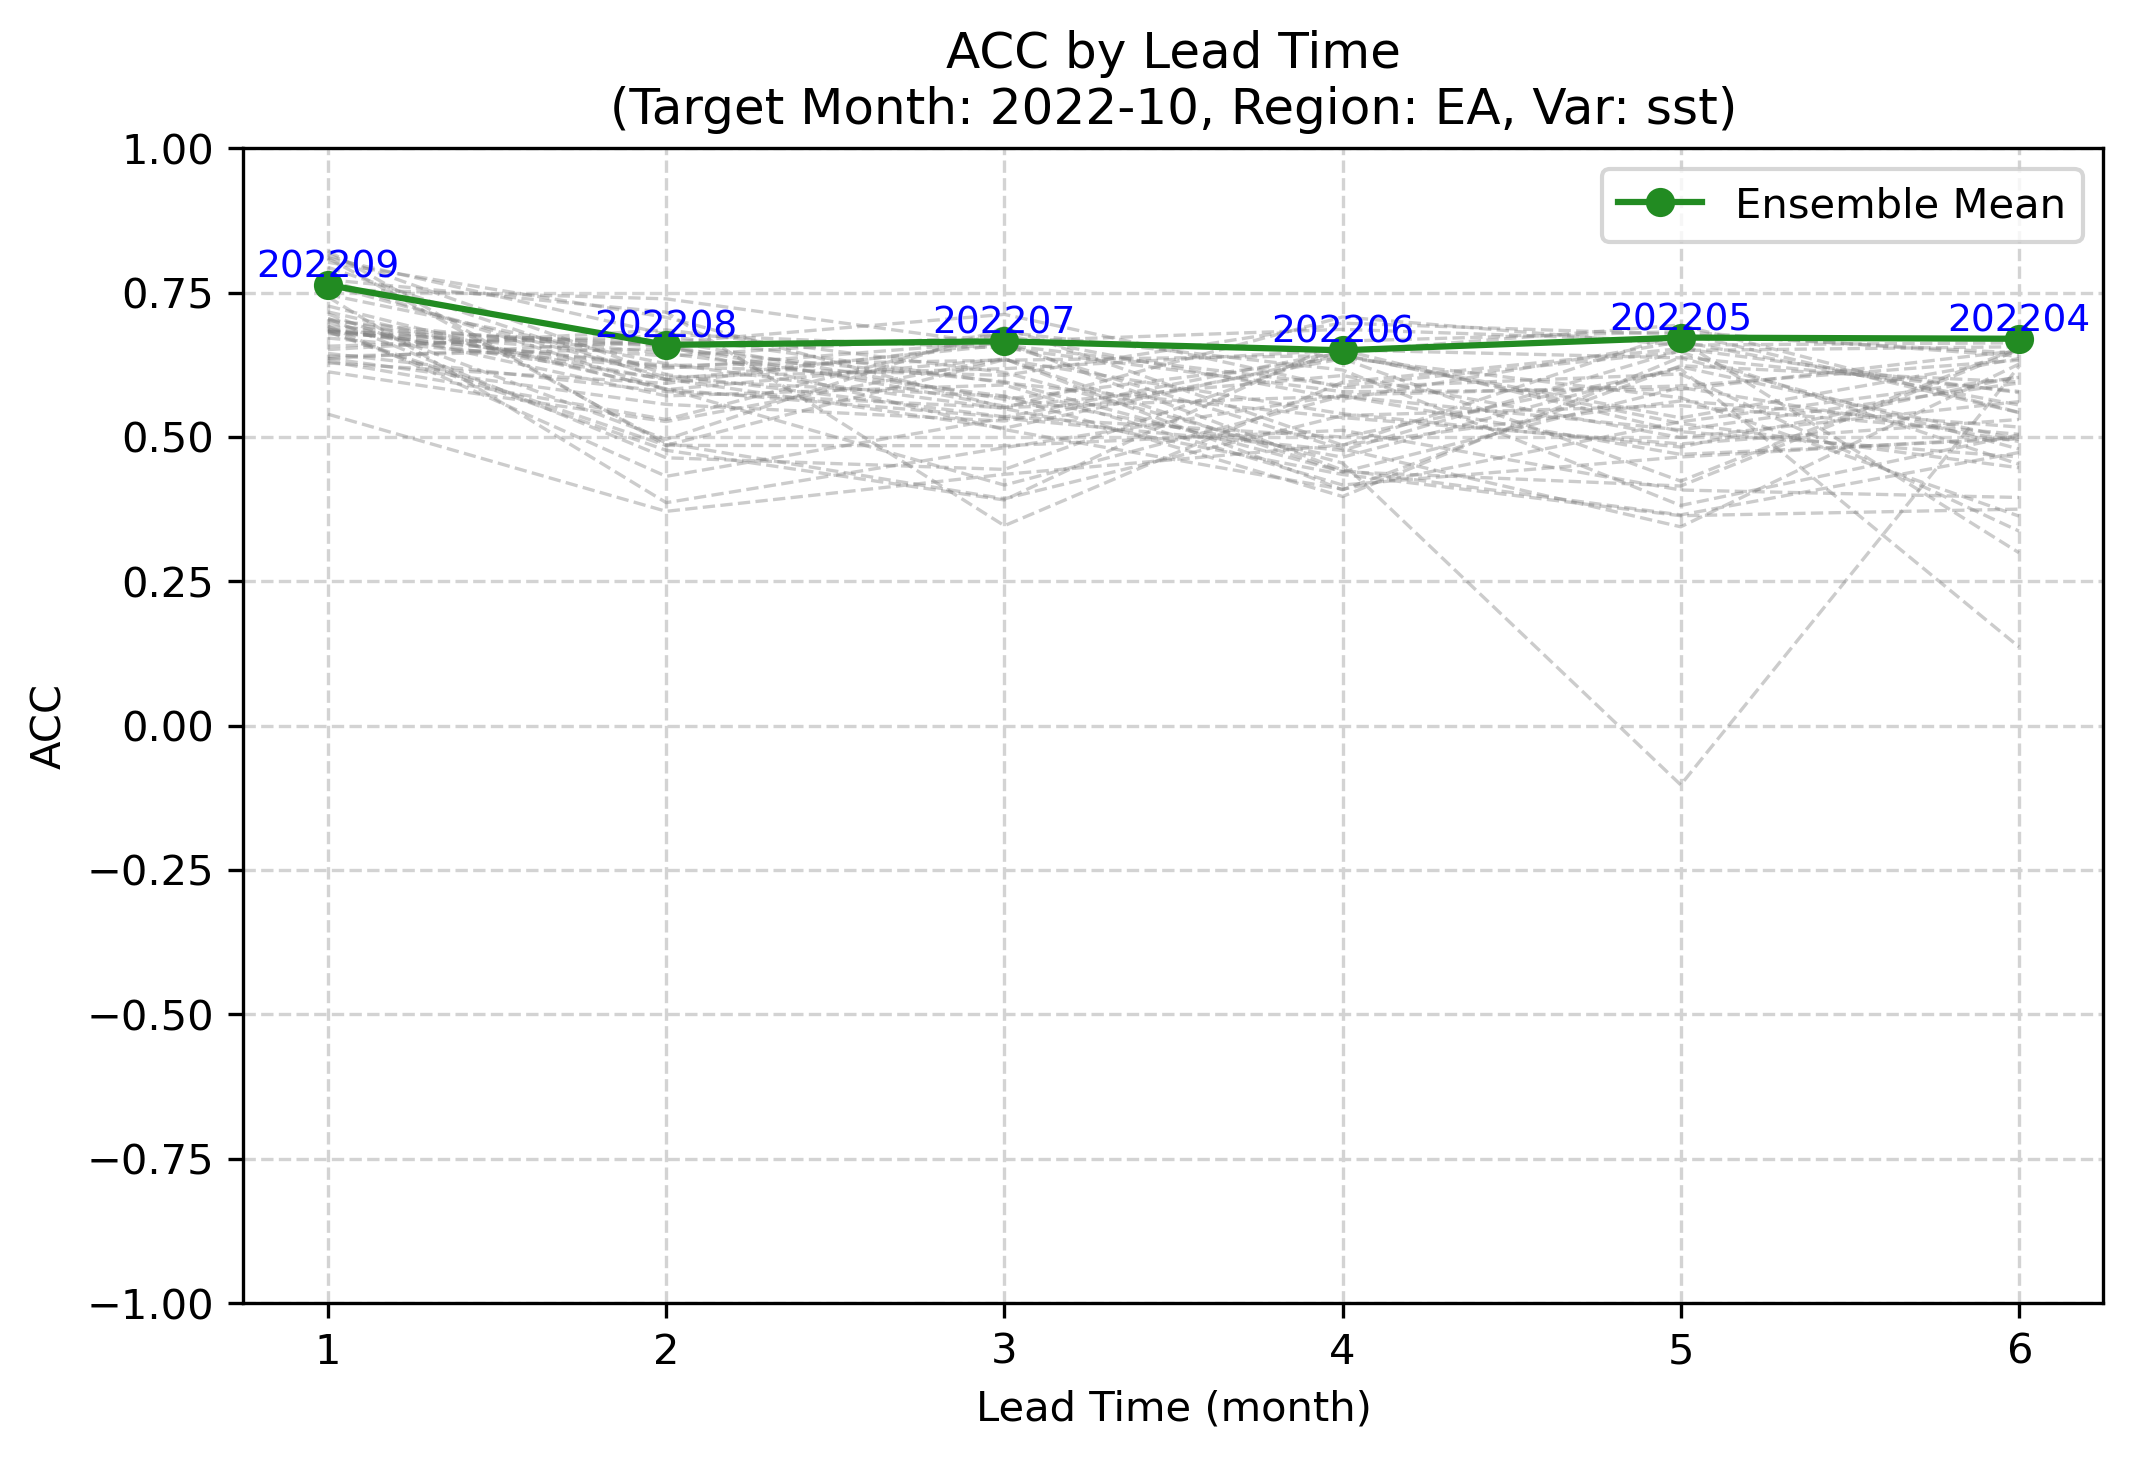 ACC by Lead Time
(Target Month: 2022-10, Region: EA, Var: sst)
Ensemble Mean
202209
202208
202207
202206
202205
202204
1.00
0.75
0.50
0.25
0.00
−0.25
−0.50
−0.75
−1.00
ACC
1 2 3 4 5 6
Lead Time (month)